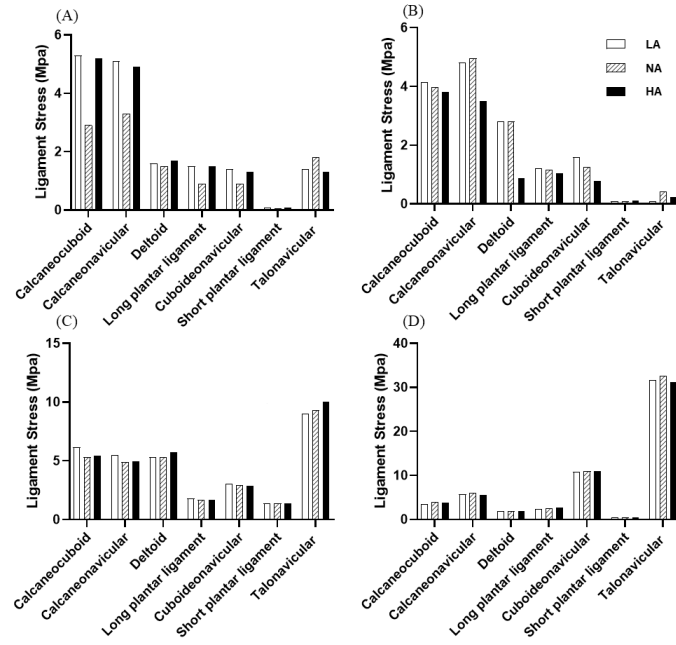 (A)
Ligament Stress (Mpa)
6
4
2
0
Calcaneocuboid
Calcaneonavicular
Deltoid
Long plantar ligament
Cuboideonavicular
Short plantar ligament
Talonavicular
(B)
Ligament Stress (Mpa)
6
4
2
0
Calcaneocuboid
Calcaneonavicular
Deltoid
Long plantar ligament
Cuboideonavicular
Short plantar ligament
Talonavicular
LA
NA
HA
(C)
Ligament Stress (Mpa)
15
10
5
0
Calcaneocuboid
Calcaneonavicular
Deltoid
Long plantar ligament
Cuboideonavicular
Short plantar ligament
Talonavicular
(D)
Ligament Stress (Mpa)
40
30
20
10
0
Calcaneocuboid
Calcaneonavicular
Deltoid
Long plantar ligament
Cuboideonavicular
Short plantar ligament
Talonavicular